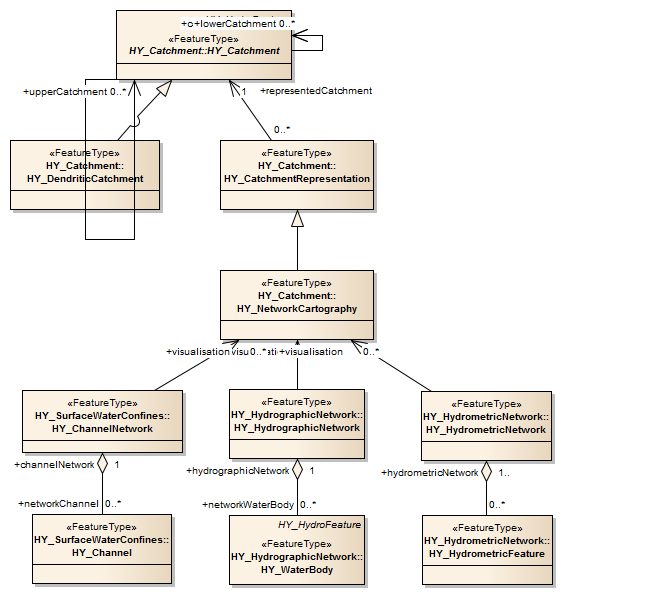 +lowerCatchment 0..*
«FeatureType»
HY_Catchment::HY_Catchment
+upperCatchment 0..*
1
+representedCatchment
0..*
«FeatureType»
HY_Catchment::
HY_DendriticCatchment
«FeatureType»
HY_Catchment::
HY_CatchmentRepresentation
«FeatureType»
HY_Catchment::
HY_NetworkCartography
+visualisation
0..*
+visualisation
0..*
«FeatureType»
HY_SurfaceWaterConfines::
HY_ChannelNetwork
«FeatureType»
HY_HydrographicNetwork::
HY_HydrographicNetwork
«FeatureType»
HY_HydrometricNetwork::
HY_HydrometricNetwork
+channelNetwork
1
+hydrographicNetwork
1
+hydrometricNetwork
1..
+networkChannel
0..*
+networkWaterBody
0..*
0..*
«FeatureType»
HY_SurfaceWaterConfines::
HY_Channel
HY_HydroFeature
«FeatureType»
HY_HydrographicNetwork::
HY_WaterBody
«FeatureType»
HY_HydrometricNetwork::
HY_HydrometricFeature